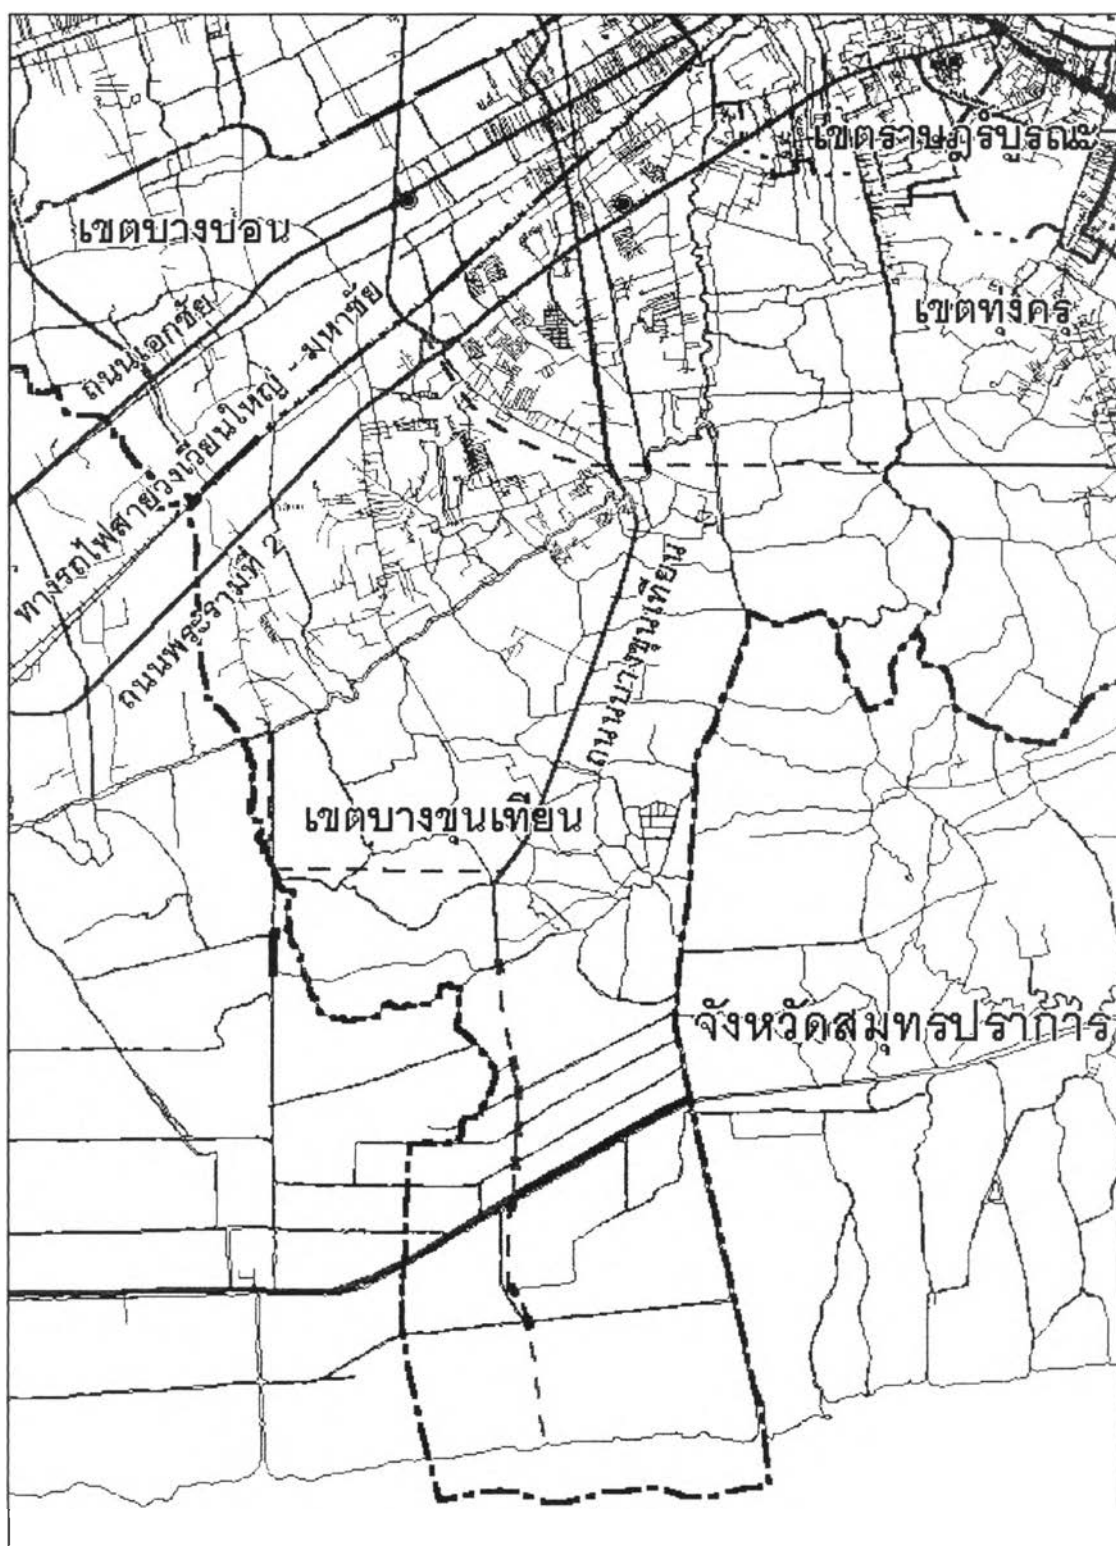 เขตราษฎร์บูรณะ
เขตบางบอน
เขตทุ่งครุ
ถนนเอกชัย
ทางรถไฟสายวงเวียนใหญ่ - มหาชัย
ถนนพระรามที่ 2
ถนนบางขุนเทียน
เขตบางขุนเทียน
จังหวัดสมุทรปราการ